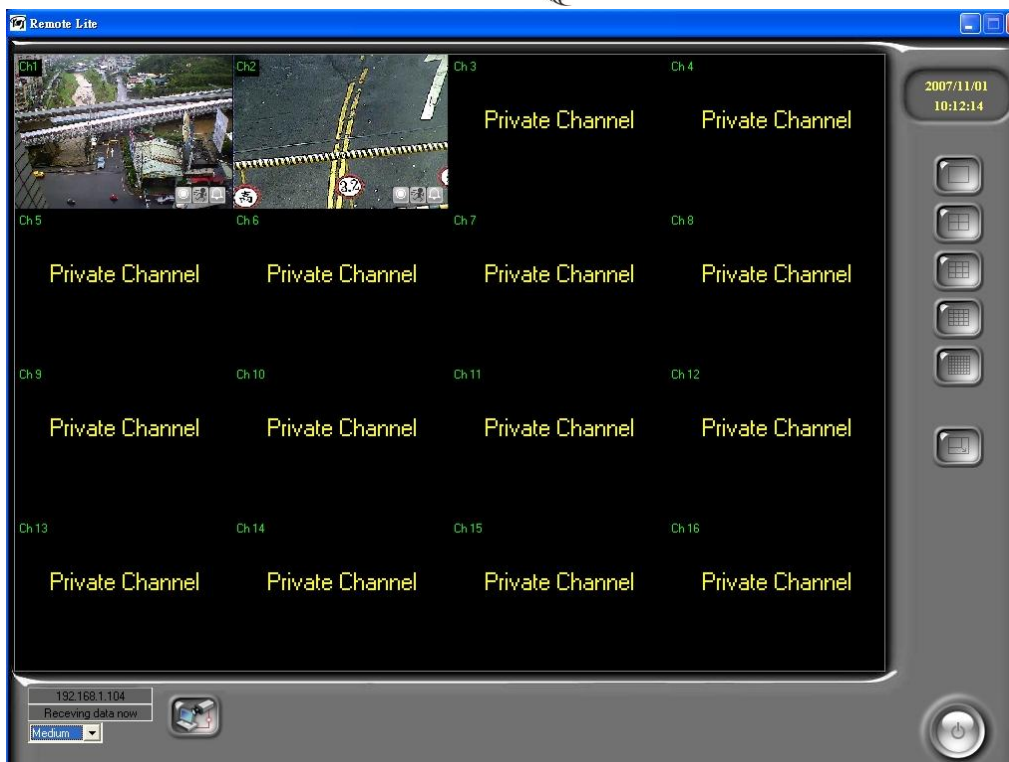 Remote Lite
2007/11/01
10:12:14
Ch1
Ch2
Ch 3
Ch 4
Private Channel
Private Channel
高
3.2
Ch 5
Ch 6
Ch 7
Ch 8
Private Channel
Private Channel
Private Channel
Private Channel
Ch 9
Ch 10
Ch 11
Ch 12
Private Channel
Private Channel
Private Channel
Private Channel
Ch 13
Ch 14
Ch 15
Ch 16
Private Channel
Private Channel
Private Channel
Private Channel
192.168.1.104
Receving data now
Medium